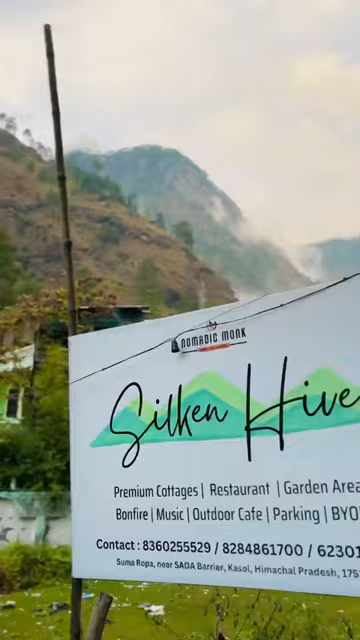 NOMADIC MONK
Silken Hive
Premium Cottages | Restaurant | Garden Area
Bonfire | Music | Outdoor Cafe | Parking | BYO
Contact : 8360255529 / 8284861700 / 62301
Suma Ropa, near SADA Barrier, Kasol, Himachal Pradesh, 175